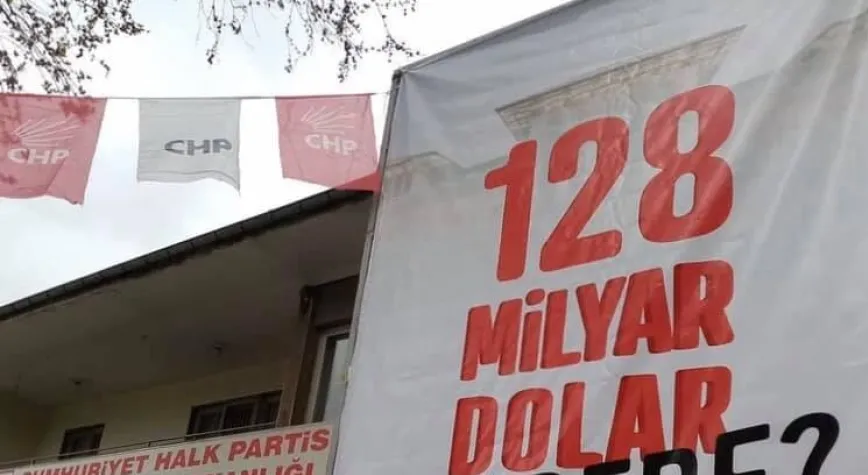 CHP
CHP
CHP
128
MİLYAR
DOLAR
CUMHURİYET HALK PARTİS